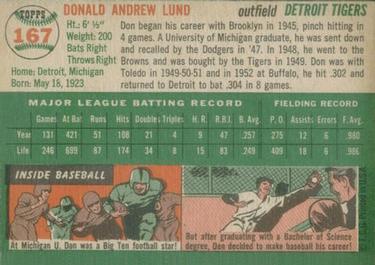 TOPPS
167
DONALD ANDREW LUND outfield DETROIT TIGERS
Ht.: 6' ½"
Weight: 200
Bats Right
Throws Right
Home: Detroit, Michigan
Born: May 18, 1923
Don began his career with Brooklyn in 1945, pinch hitting in
4 games. A University of Michigan graduate, he was sent down
and recalled by the Dodgers in '47. In 1948, he went to the
Browns and was bought by the Tigers in 1949. Don was with
Toledo in 1949-50-51 and in 1952 at Buffalo, he hit .302 and
returned to Detroit to bat .304 in 8 games.
MAJOR LEAGUE BATTING RECORD FIELDING RECORD
Games At Bat Runs Hits Doubles Triples H. R. R.B.I. B. Avg. P. O. Assists Errors F. Avg.
Year 131 421 51 108 21 4 9 47 .257 275 12 6 .980
Life 246 699 87 174 34 8 15 .249 409 12 9 .980
INSIDE BASEBALL
At Michigan U. Don was a Big Ten football star!
But after graduating with a Bachelor of Science
degree, Don decided to make baseball his career!